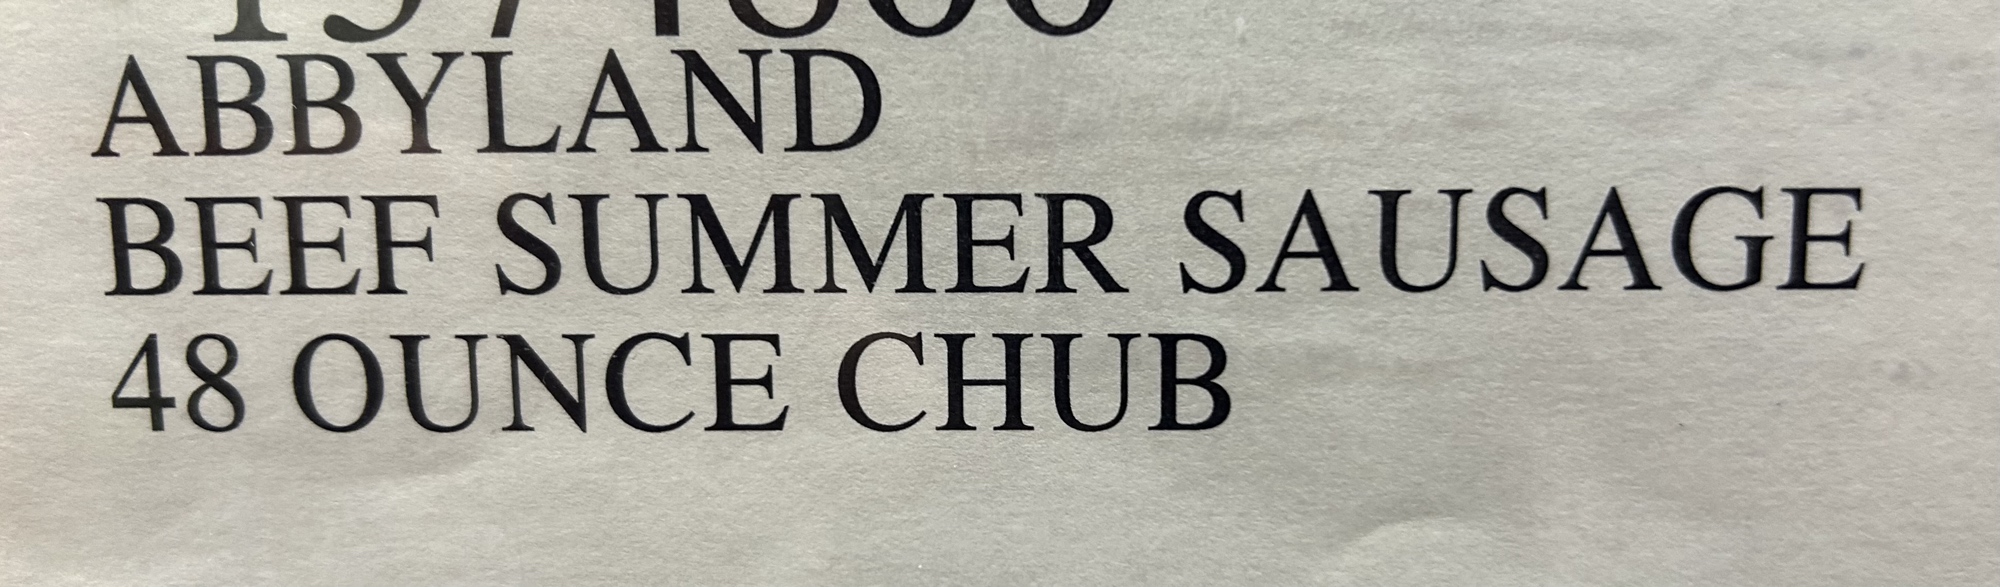 ABBYLAND
BEEF SUMMER SAUSAGE
48 OUNCE CHUB